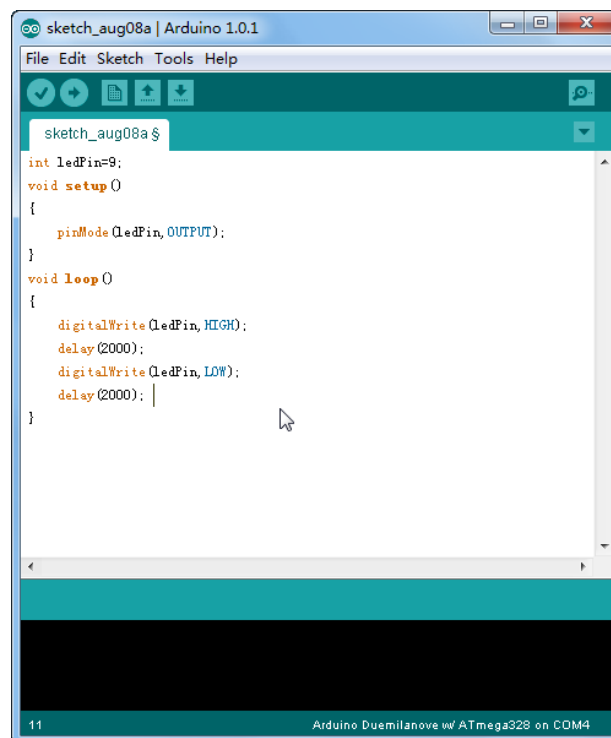 sketch_aug08a | Arduino 1.0.1
File Edit Sketch Tools Help
sketch_aug08a §
int ledPin=9;
void setup()
{
    pinMode(ledPin,OUTPUT);
}
void loop()
{
    digitalWrite(ledPin,HIGH);
    delay(2000);
    digitalWrite(ledPin,LOW);
    delay(2000);
}
11 Arduino Duemilanove w/ ATmega328 on COM4